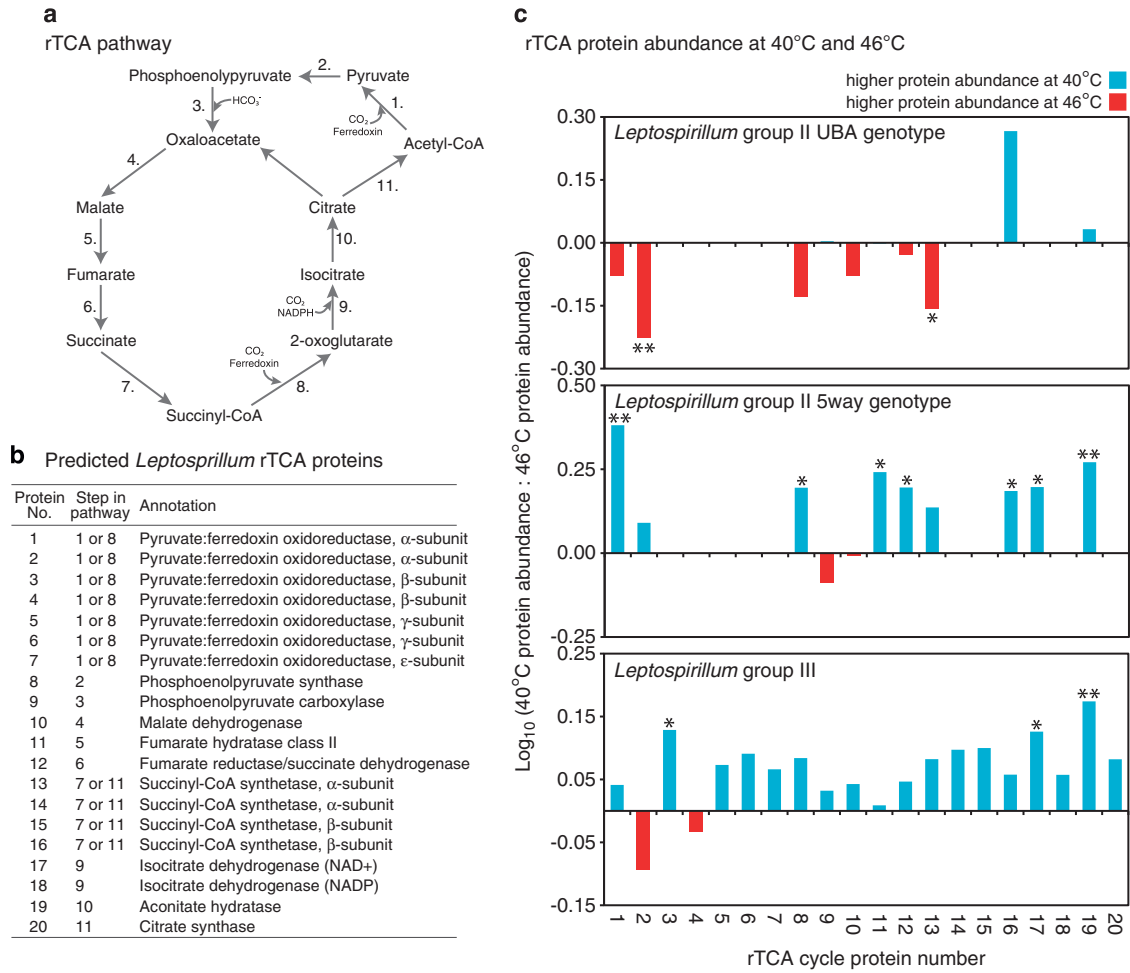 a
rTCA pathway
Phosphoenolpyruvate
2.
Pyruvate
3.
HCO3-
1.
CO2
Ferredoxin
Oxaloacetate
Acetyl-CoA
4.
11.
Malate
Citrate
5.
10.
Fumarate
Isocitrate
6.
CO2
NADPH
9.
Succinate
2-oxoglutarate
CO2
Ferredoxin
7.
8.
Succinyl-CoA
b Predicted Leptosprillum rTCA proteins
Protein No. Step in pathway Annotation
1 1 or 8 Pyruvate:ferredoxin oxidoreductase, α-subunit
2 1 or 8 Pyruvate:ferredoxin oxidoreductase, α-subunit
3 1 or 8 Pyruvate:ferredoxin oxidoreductase, β-subunit
4 1 or 8 Pyruvate:ferredoxin oxidoreductase, β-subunit
5 1 or 8 Pyruvate:ferredoxin oxidoreductase, γ-subunit
6 1 or 8 Pyruvate:ferredoxin oxidoreductase, γ-subunit
7 1 or 8 Pyruvate:ferredoxin oxidoreductase, ε-subunit
8 2 Phosphoenolpyruvate synthase
9 3 Phosphoenolpyruvate carboxylase
10 4 Malate dehydrogenase
11 5 Fumarate hydratase class II
12 6 Fumarate reductase/succinate dehydrogenase
13 7 or 11 Succinyl-CoA synthetase, α-subunit
14 7 or 11 Succinyl-CoA synthetase, α-subunit
15 7 or 11 Succinyl-CoA synthetase, β-subunit
16 7 or 11 Succinyl-CoA synthetase, β-subunit
17 9 Isocitrate dehydrogenase (NAD+)
18 9 Isocitrate dehydrogenase (NADP)
19 10 Aconitate hydratase
20 11 Citrate synthase
c
rTCA protein abundance at 40°C and 46°C
higher protein abundance at 40°C
higher protein abundance at 46°C
Log10 (40°C protein abundance : 46°C protein abundance)
Leptospirillum group II UBA genotype
0.30
0.15
0.00
-0.15
-0.30
**
*
Leptospirillum group II 5way genotype
0.50
0.25
0.00
-0.25
**
*
*
*
*
*
**
Leptospirillum group III
0.25
0.15
0.05
-0.05
-0.15
*
*
**
1 2 3 4 5 6 7 8 9 10 11 12 13 14 15 16 17 18 19 20
rTCA cycle protein number